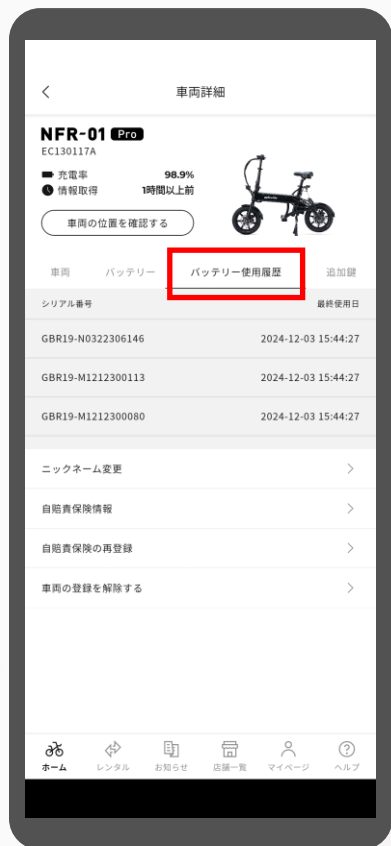 車両詳細
NFR-01 Pro
EC130117A
充電率 98.9%
情報取得 1時間以上前
車両の位置を確認する
車両 バッテリー バッテリー使用履歴 追加鍵
シリアル番号 最終使用日
GBR19-N0322306146 2024-12-03 15:44:27
GBR19-M1212300113 2024-12-03 15:44:27
GBR19-M1212300080 2024-12-03 15:44:27
ニックネーム変更
自賠責保険情報
自賠責保険の再登録
車両の登録を解除する
ホーム レンタル お知らせ 店舗一覧 マイページ ヘルプ